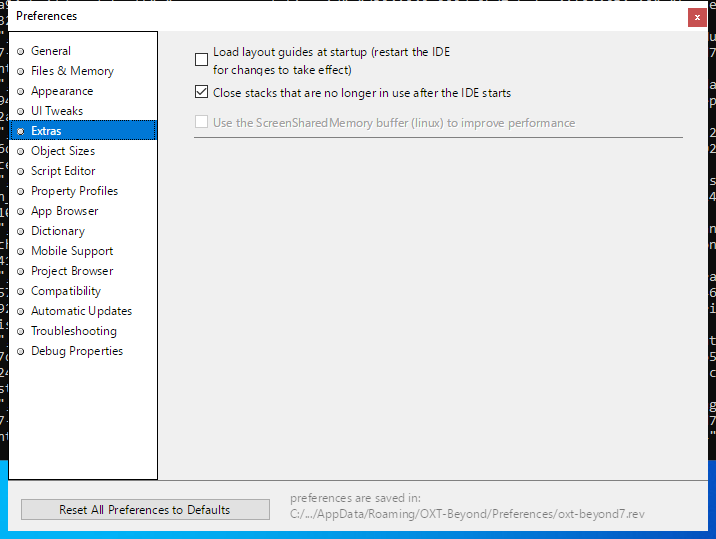 Preferences
x
General
Files & Memory
Appearance
UI Tweaks
Extras
Object Sizes
Script Editor
Property Profiles
App Browser
Dictionary
Mobile Support
Project Browser
Compatibility
Automatic Updates
Troubleshooting
Debug Properties
Load layout guides at startup (restart the IDE
for changes to take effect)
Close stacks that are no longer in use after the IDE starts
Use the ScreenSharedMemory buffer (linux) to improve performance
Reset All Preferences to Defaults
preferences are saved in:
C:/.../AppData/Roaming/OXT-Beyond/Preferences/oxt-beyond7.rev